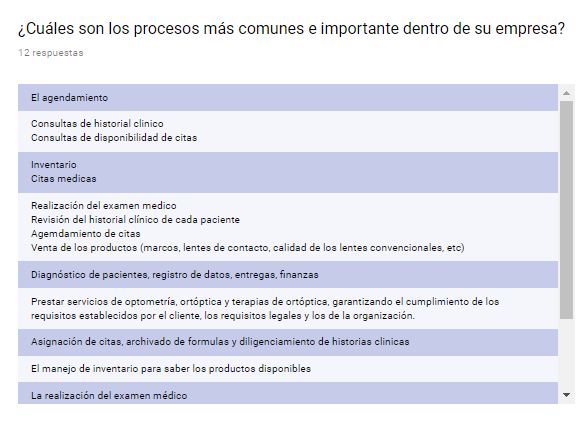 ¿Cuáles son los procesos más comunes e importante dentro de su empresa?
12 respuestas
El agendamiento
Consultas de historial clinico
Consultas de disponibilidad de citas
Inventario
Citas medicas
Realización del examen medico
Revisión del historial clínico de cada paciente
Agemdamiento de citas
Venta de los productos (marcos, lentes de contacto, calidad de los lentes convencionales, etc)
Diagnóstico de pacientes, registro de datos, entregas, finanzas
Prestar servicios de optometría, ortóptica y terapias de ortóptica, garantizando el cumplimiento de los
requisitos establecidos por el cliente, los requisitos legales y los de la organización.
Asignación de citas, archivado de formulas y diligenciamiento de historias clinicas
El manejo de inventario para saber los productos disponibles
La realización del examen médico